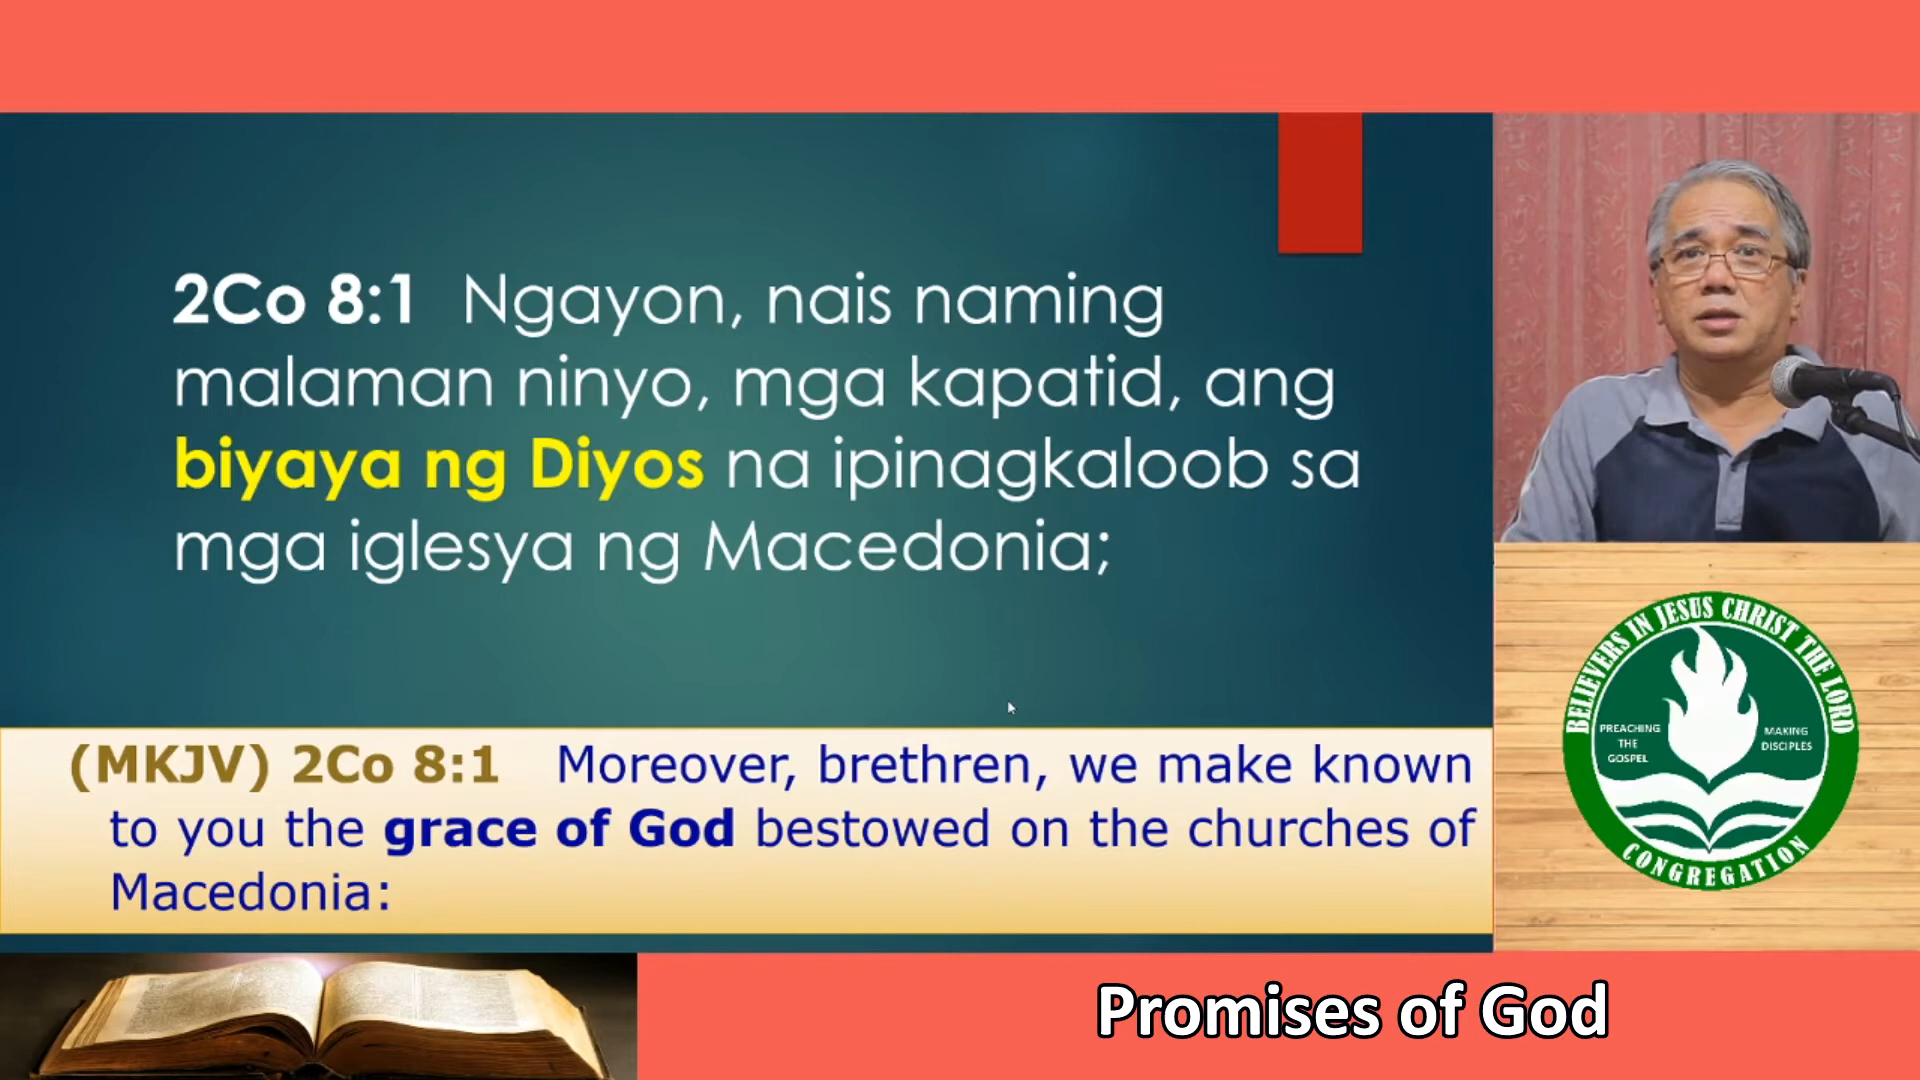 2Co 8:1 Ngayon, nais naming
malaman ninyo, mga kapatid, ang
biyaya ng Diyos na ipinagkaloob sa
mga iglesya ng Macedonia;
(MKJV) 2Co 8:1 Moreover, brethren, we make known
to you the grace of God bestowed on the churches of
Macedonia:
BELIEVERS IN JESUS CHRIST THE LORD
PREACHING
THE
GOSPEL
MAKING
DISCIPLES
CONGREGATION
Promises of God